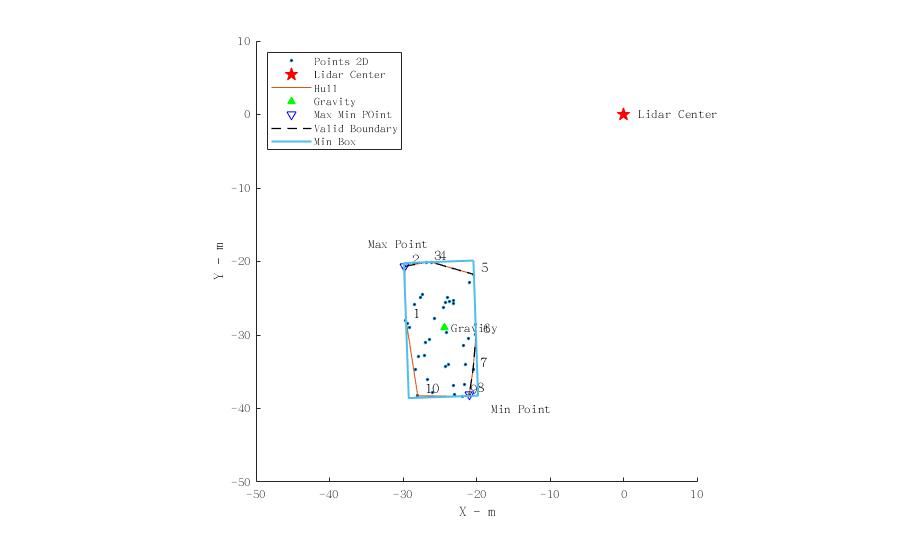 10
0
-10
-20
-30
-40
-50
-50
-40
-30
-20
-10
0
10
X - m
Y - m
Points 2D
Lidar Center
Hull
Gravity
Max Min POint
Valid Boundary
Min Box
Lidar Center
Max Point
2
34
5
1
Gravity
6
7
10
98
Min Point